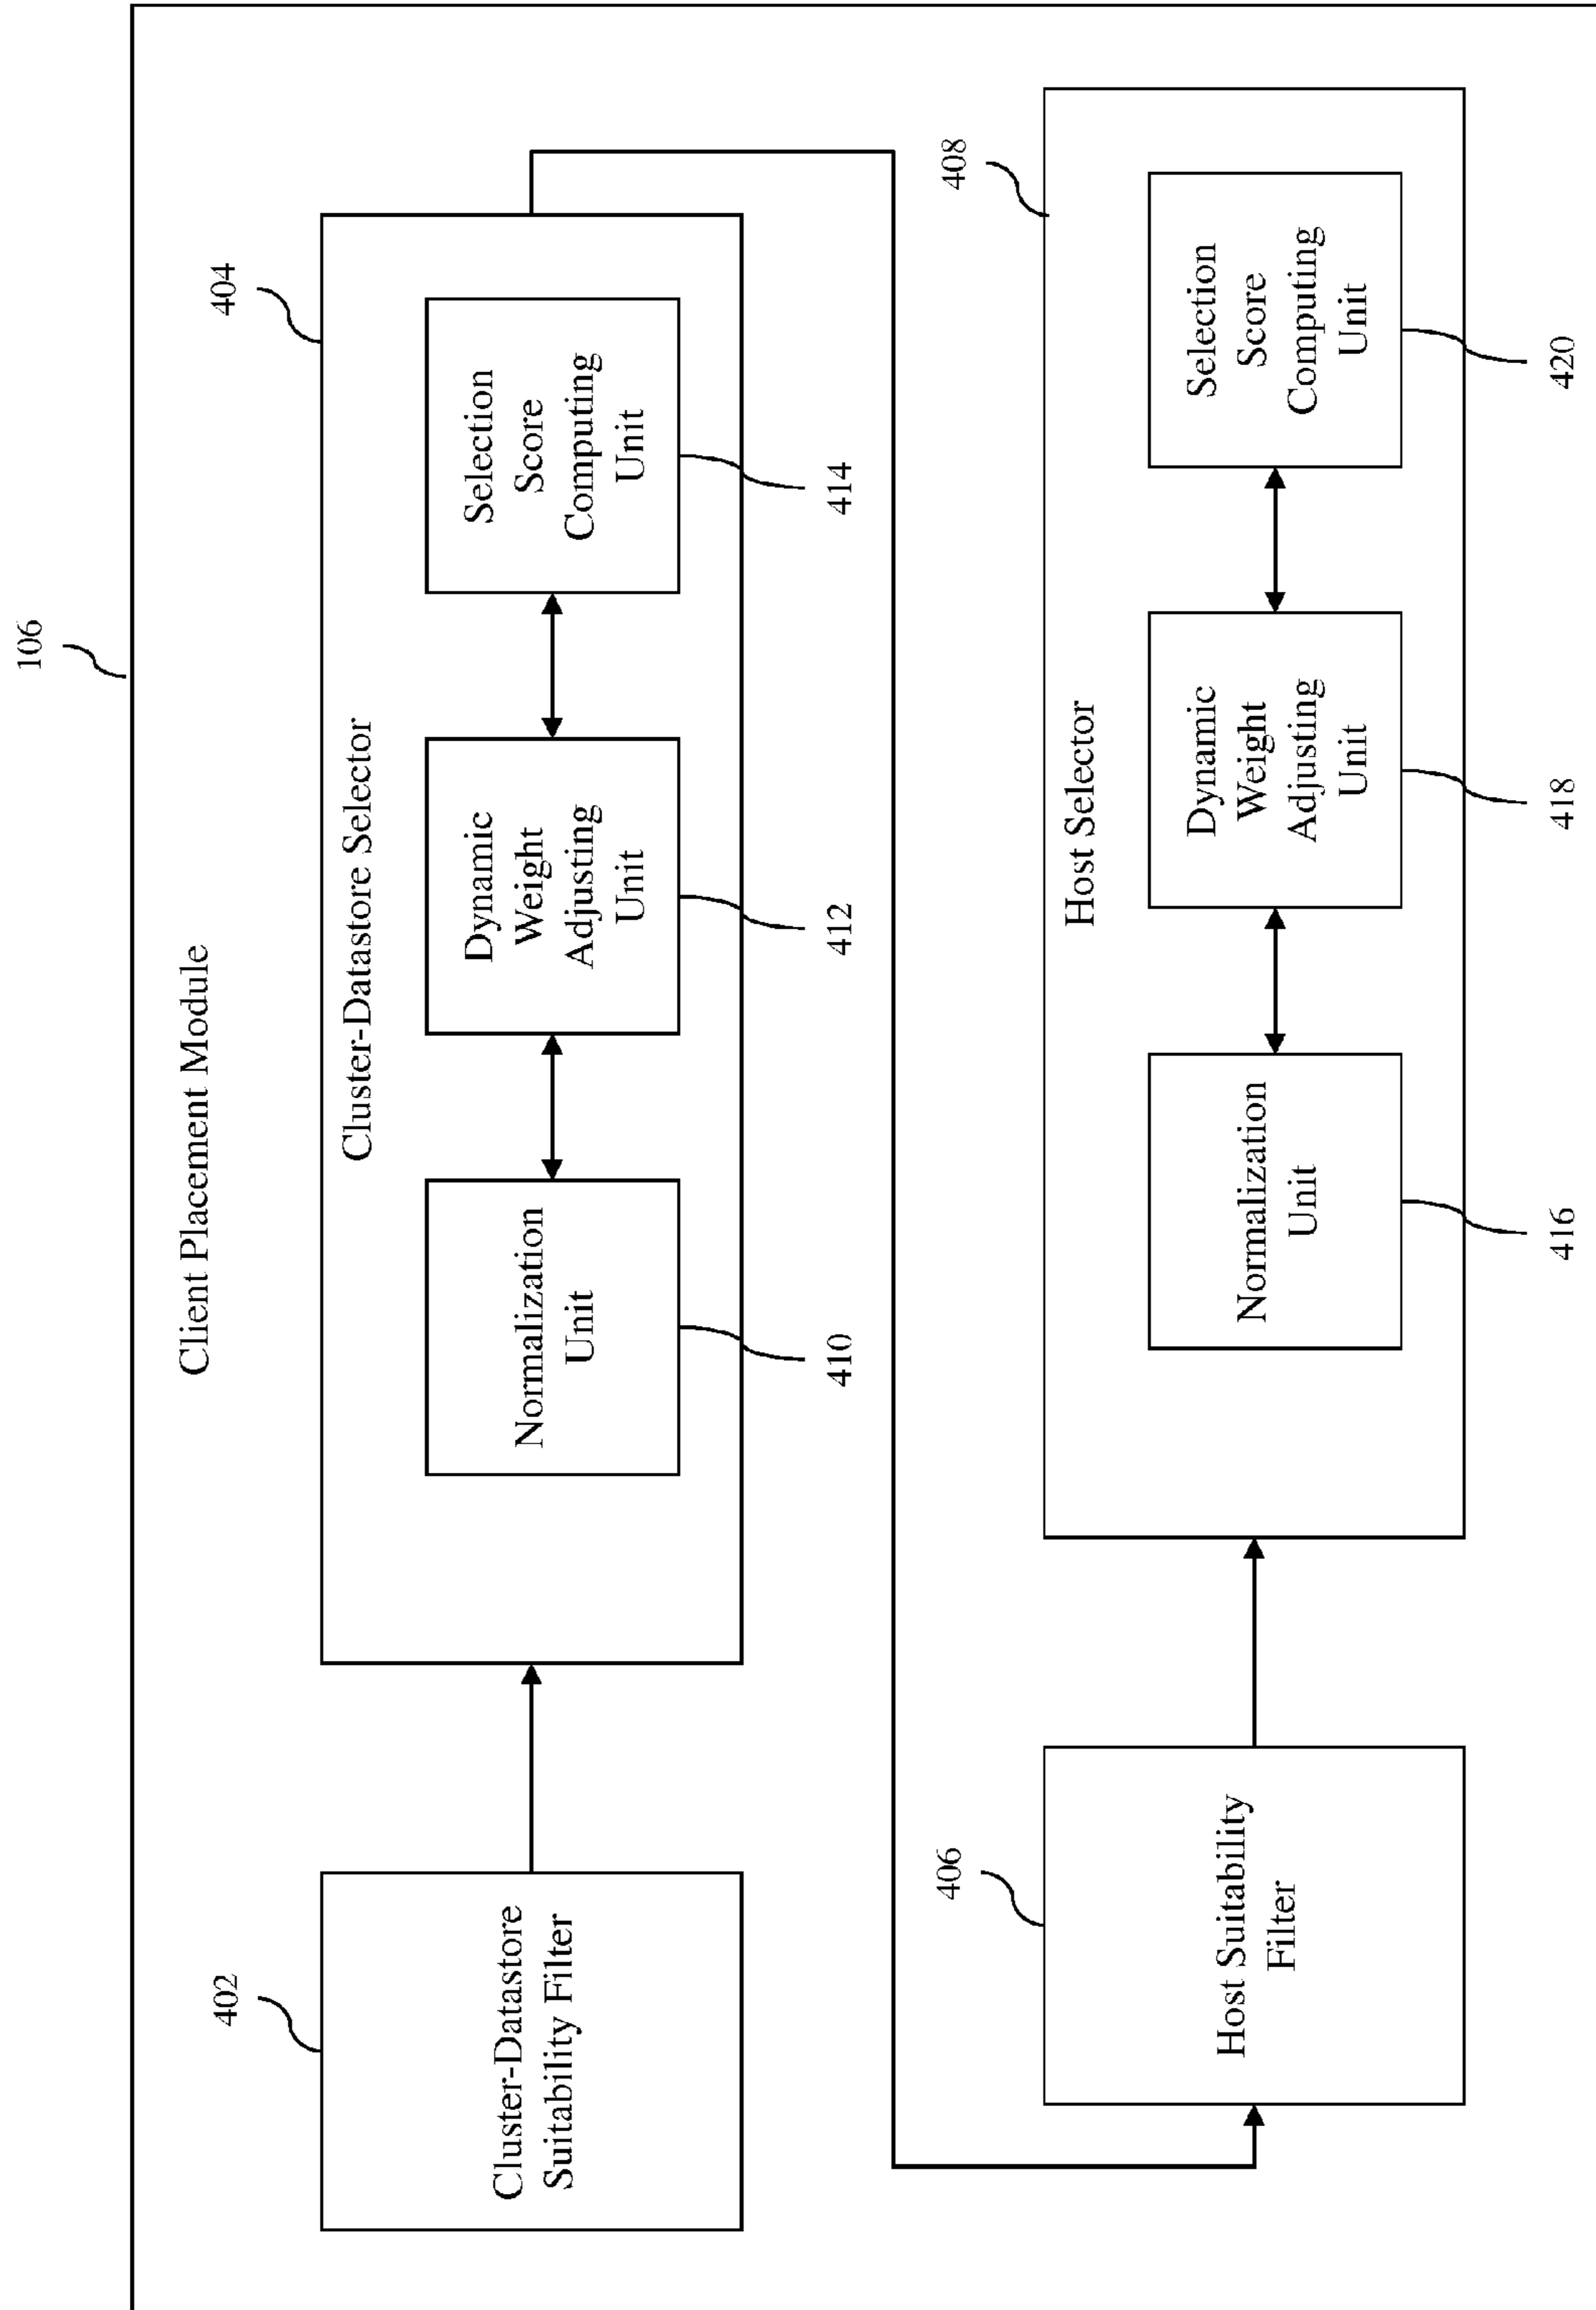 106
Client Placement Module
402
Cluster-Datastore
Suitability Filter
404
Cluster-Datastore Selector
Normalization
Unit
410
Dynamic
Weight
Adjusting
Unit
412
Selection
Score
Computing
Unit
414
406
Host Suitability
Filter
408
Host Selector
Normalization
Unit
416
Dynamic
Weight
Adjusting
Unit
418
Selection
Score
Computing
Unit
420